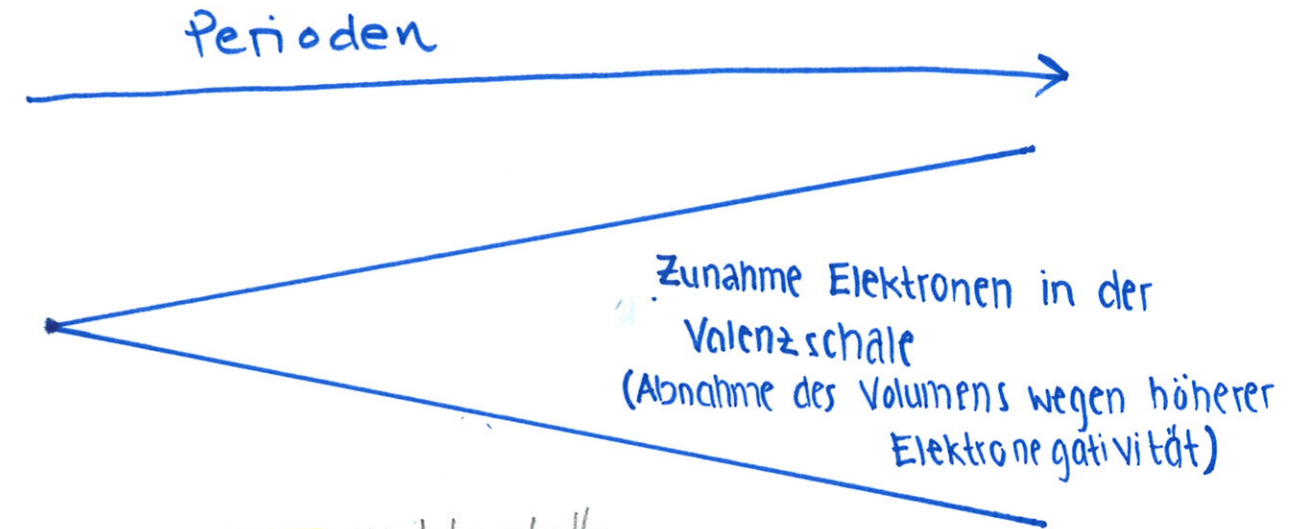 Perioden
Zunahme Elektronen in der
Valenzschale
(Abnahme des Volumens wegen höherer
Elektronegativität)